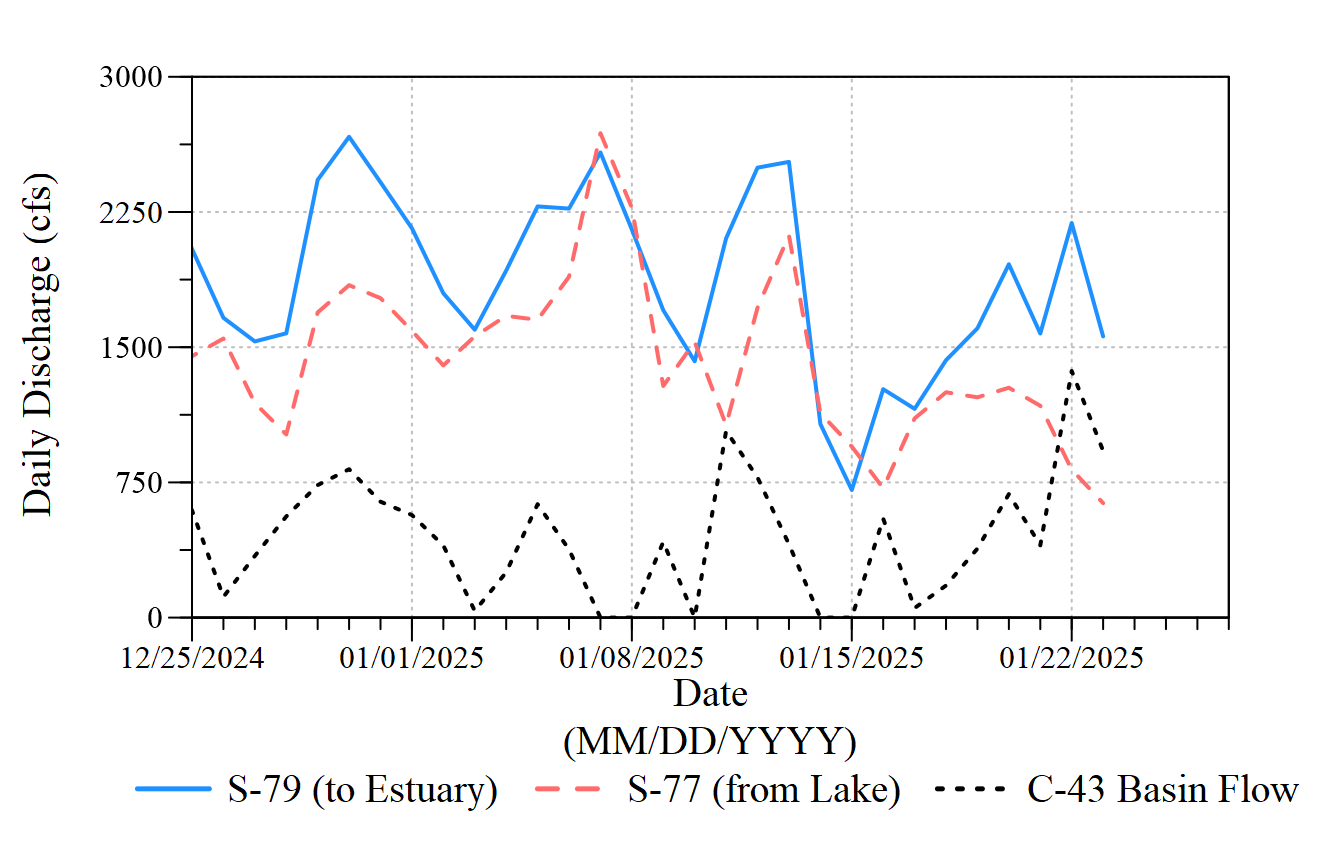 3000
2250
1500
750
0
Daily Discharge (cfs)
12/25/2024 01/01/2025 01/08/2025 01/15/2025 01/22/2025
Date
(MM/DD/YYYY)
S-79 (to Estuary) S-77 (from Lake) C-43 Basin Flow